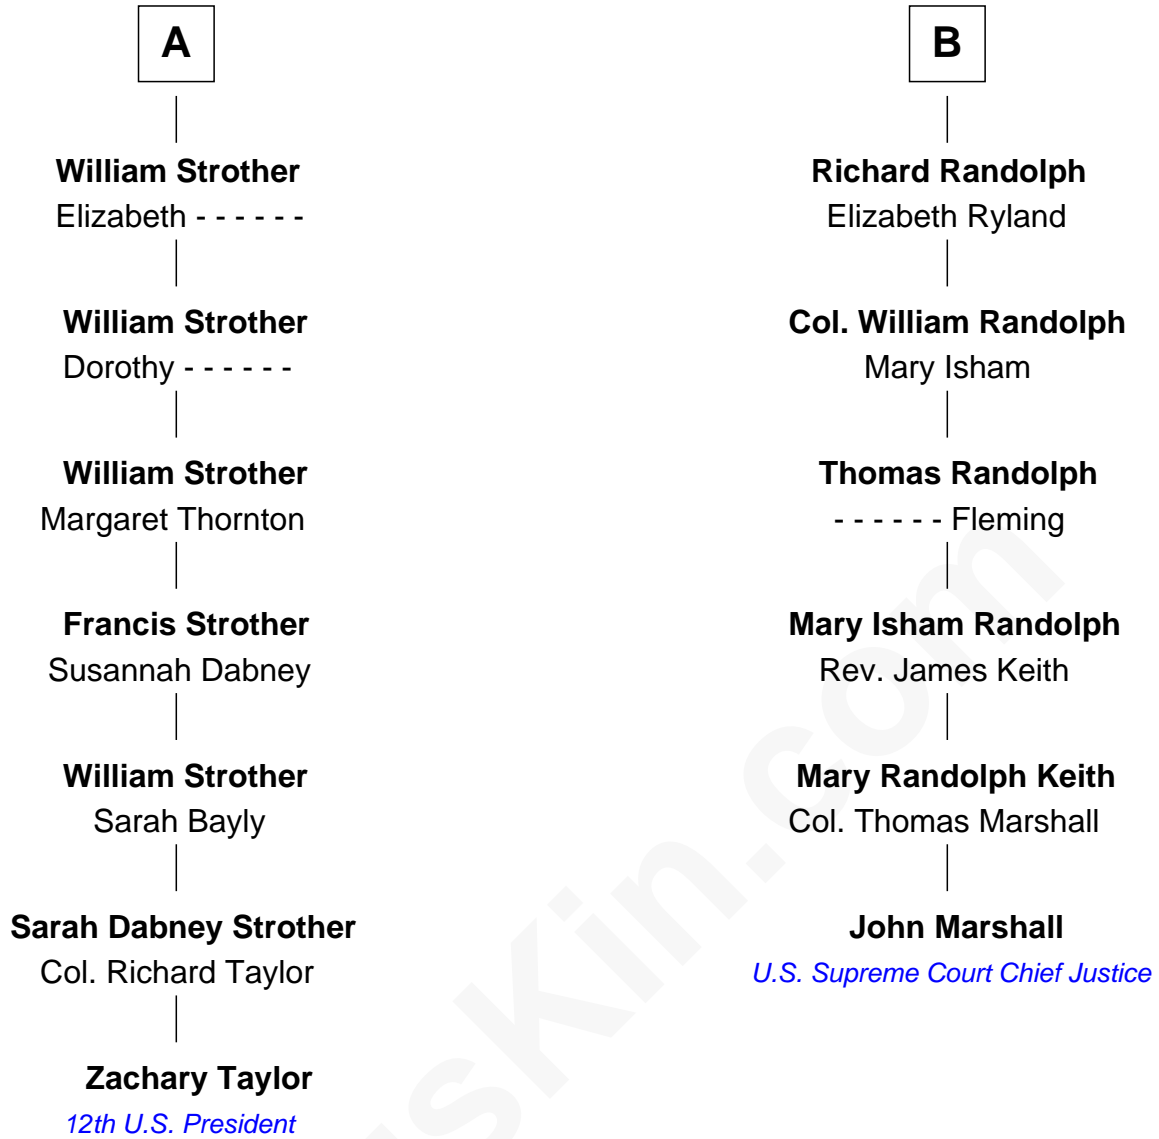 A
William Strother
Elizabeth - - - - - -
William Strother
Dorothy - - - - - -
William Strother
Margaret Thornton
Francis Strother
Susannah Dabney
William Strother
Sarah Bayly
Sarah Dabney Strother
Col. Richard Taylor
Zachary Taylor
12th U.S. President
B
Richard Randolph
Elizabeth Ryland
Col. William Randolph
Mary Isham
Thomas Randolph
- - - - - - Fleming
Mary Isham Randolph
Rev. James Keith
Mary Randolph Keith
Col. Thomas Marshall
John Marshall
U.S. Supreme Court Chief Justice